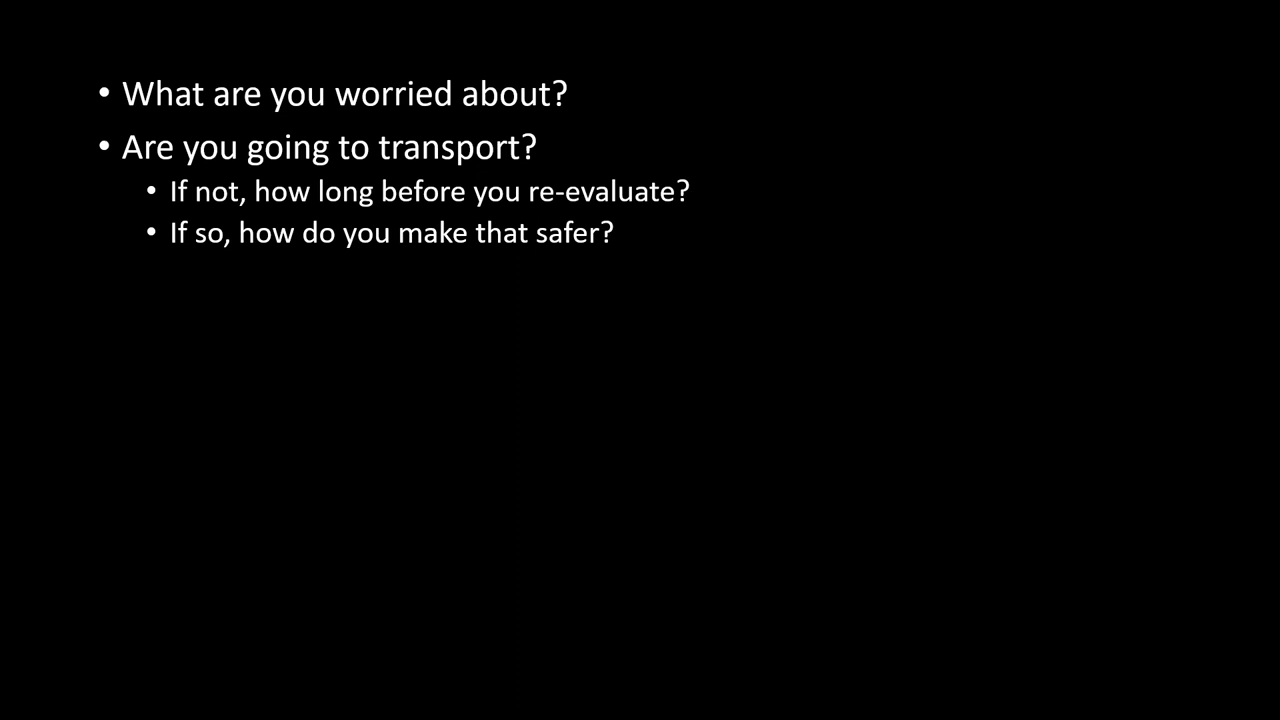 • What are you worried about?
• Are you going to transport?
• If not, how long before you re-evaluate?
• If so, how do you make that safer?